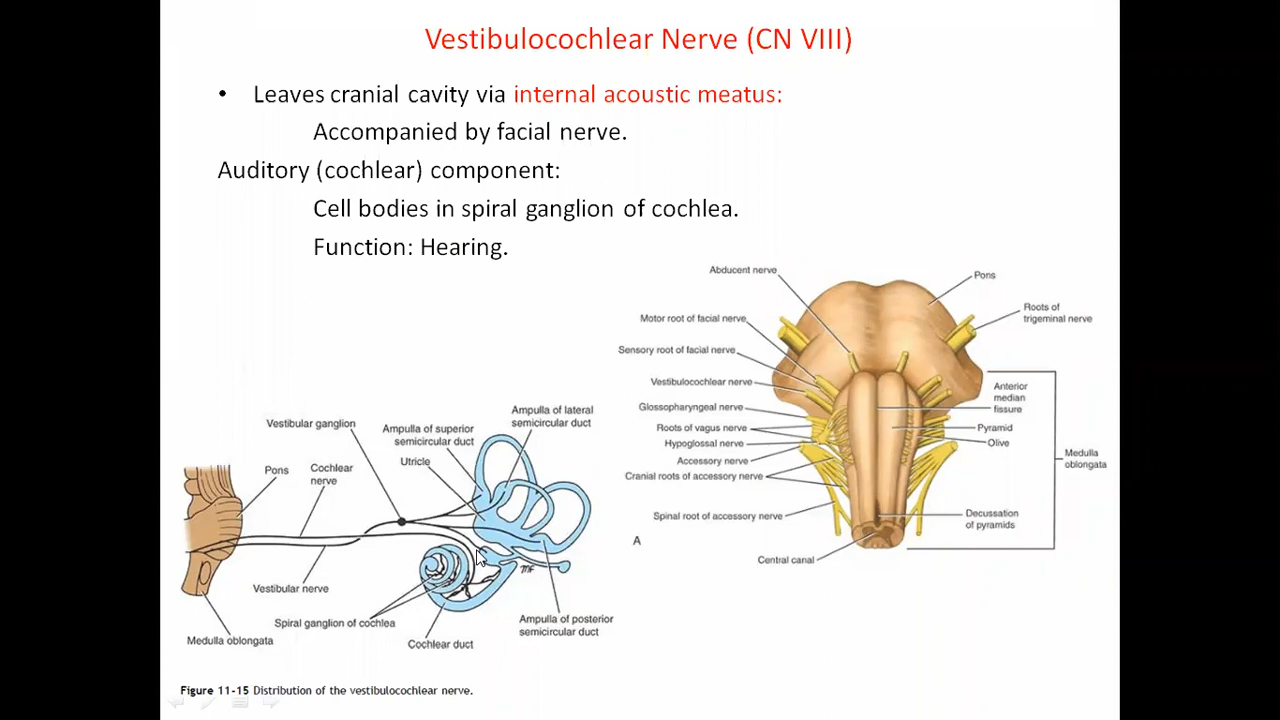 Vestibulocochlear Nerve (CN VIII)
• Leaves cranial cavity via internal acoustic meatus:
Accompanied by facial nerve.
Auditory (cochlear) component:
Cell bodies in spiral ganglion of cochlea.
Function: Hearing.
Abducent nerve
Pons
Motor root of facial nerve
Roots of
trigeminal nerve
Sensory root of facial nerve
Vestibulocochlear nerve
Anterior
median
fissure
Glossopharyngeal nerve
Roots of vagus nerve
Pyramid
Hypoglossal nerve
Olive
Accessory nerve
Medulla
oblongata
Cranial roots of accessory nerve
Spinal root of accessory nerve
Decussation
of pyramids
A
Central canal
Vestibular ganglion
Ampulla of superior
semicircular duct
Ampulla of lateral
semicircular duct
Utricle
Pons
Cochlear
nerve
Vestibular nerve
Spiral ganglion of cochlea
Medulla oblongata
Cochlear duct
Ampulla of posterior
semicircular duct
Figure 11-15 Distribution of the vestibulocochlear nerve.